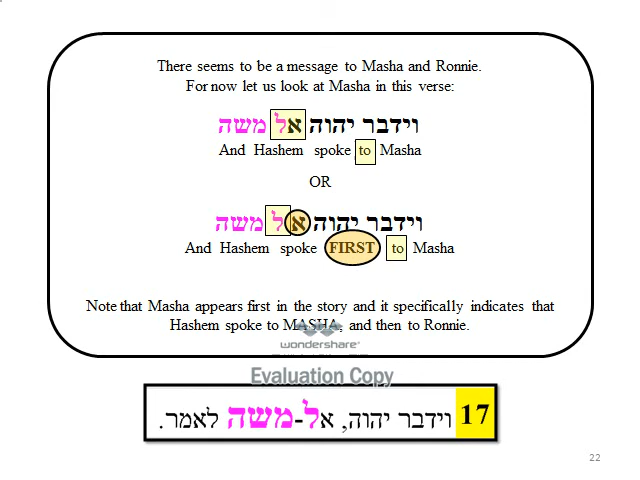 There seems to be a message to Masha and Ronnie.
For now let us look at Masha in this verse:
וידבר יהוה אל משה
And Hashem spoke to Masha
OR
וידבר יהוה א ל משה
And Hashem spoke FIRST to Masha
Note that Masha appears first in the story and it specifically indicates that
Hashem spoke to MASHA, and then to Ronnie.
wondershare®
Evaluation Copy
17 וידבר יהוה, אל-משה לאמר.
22